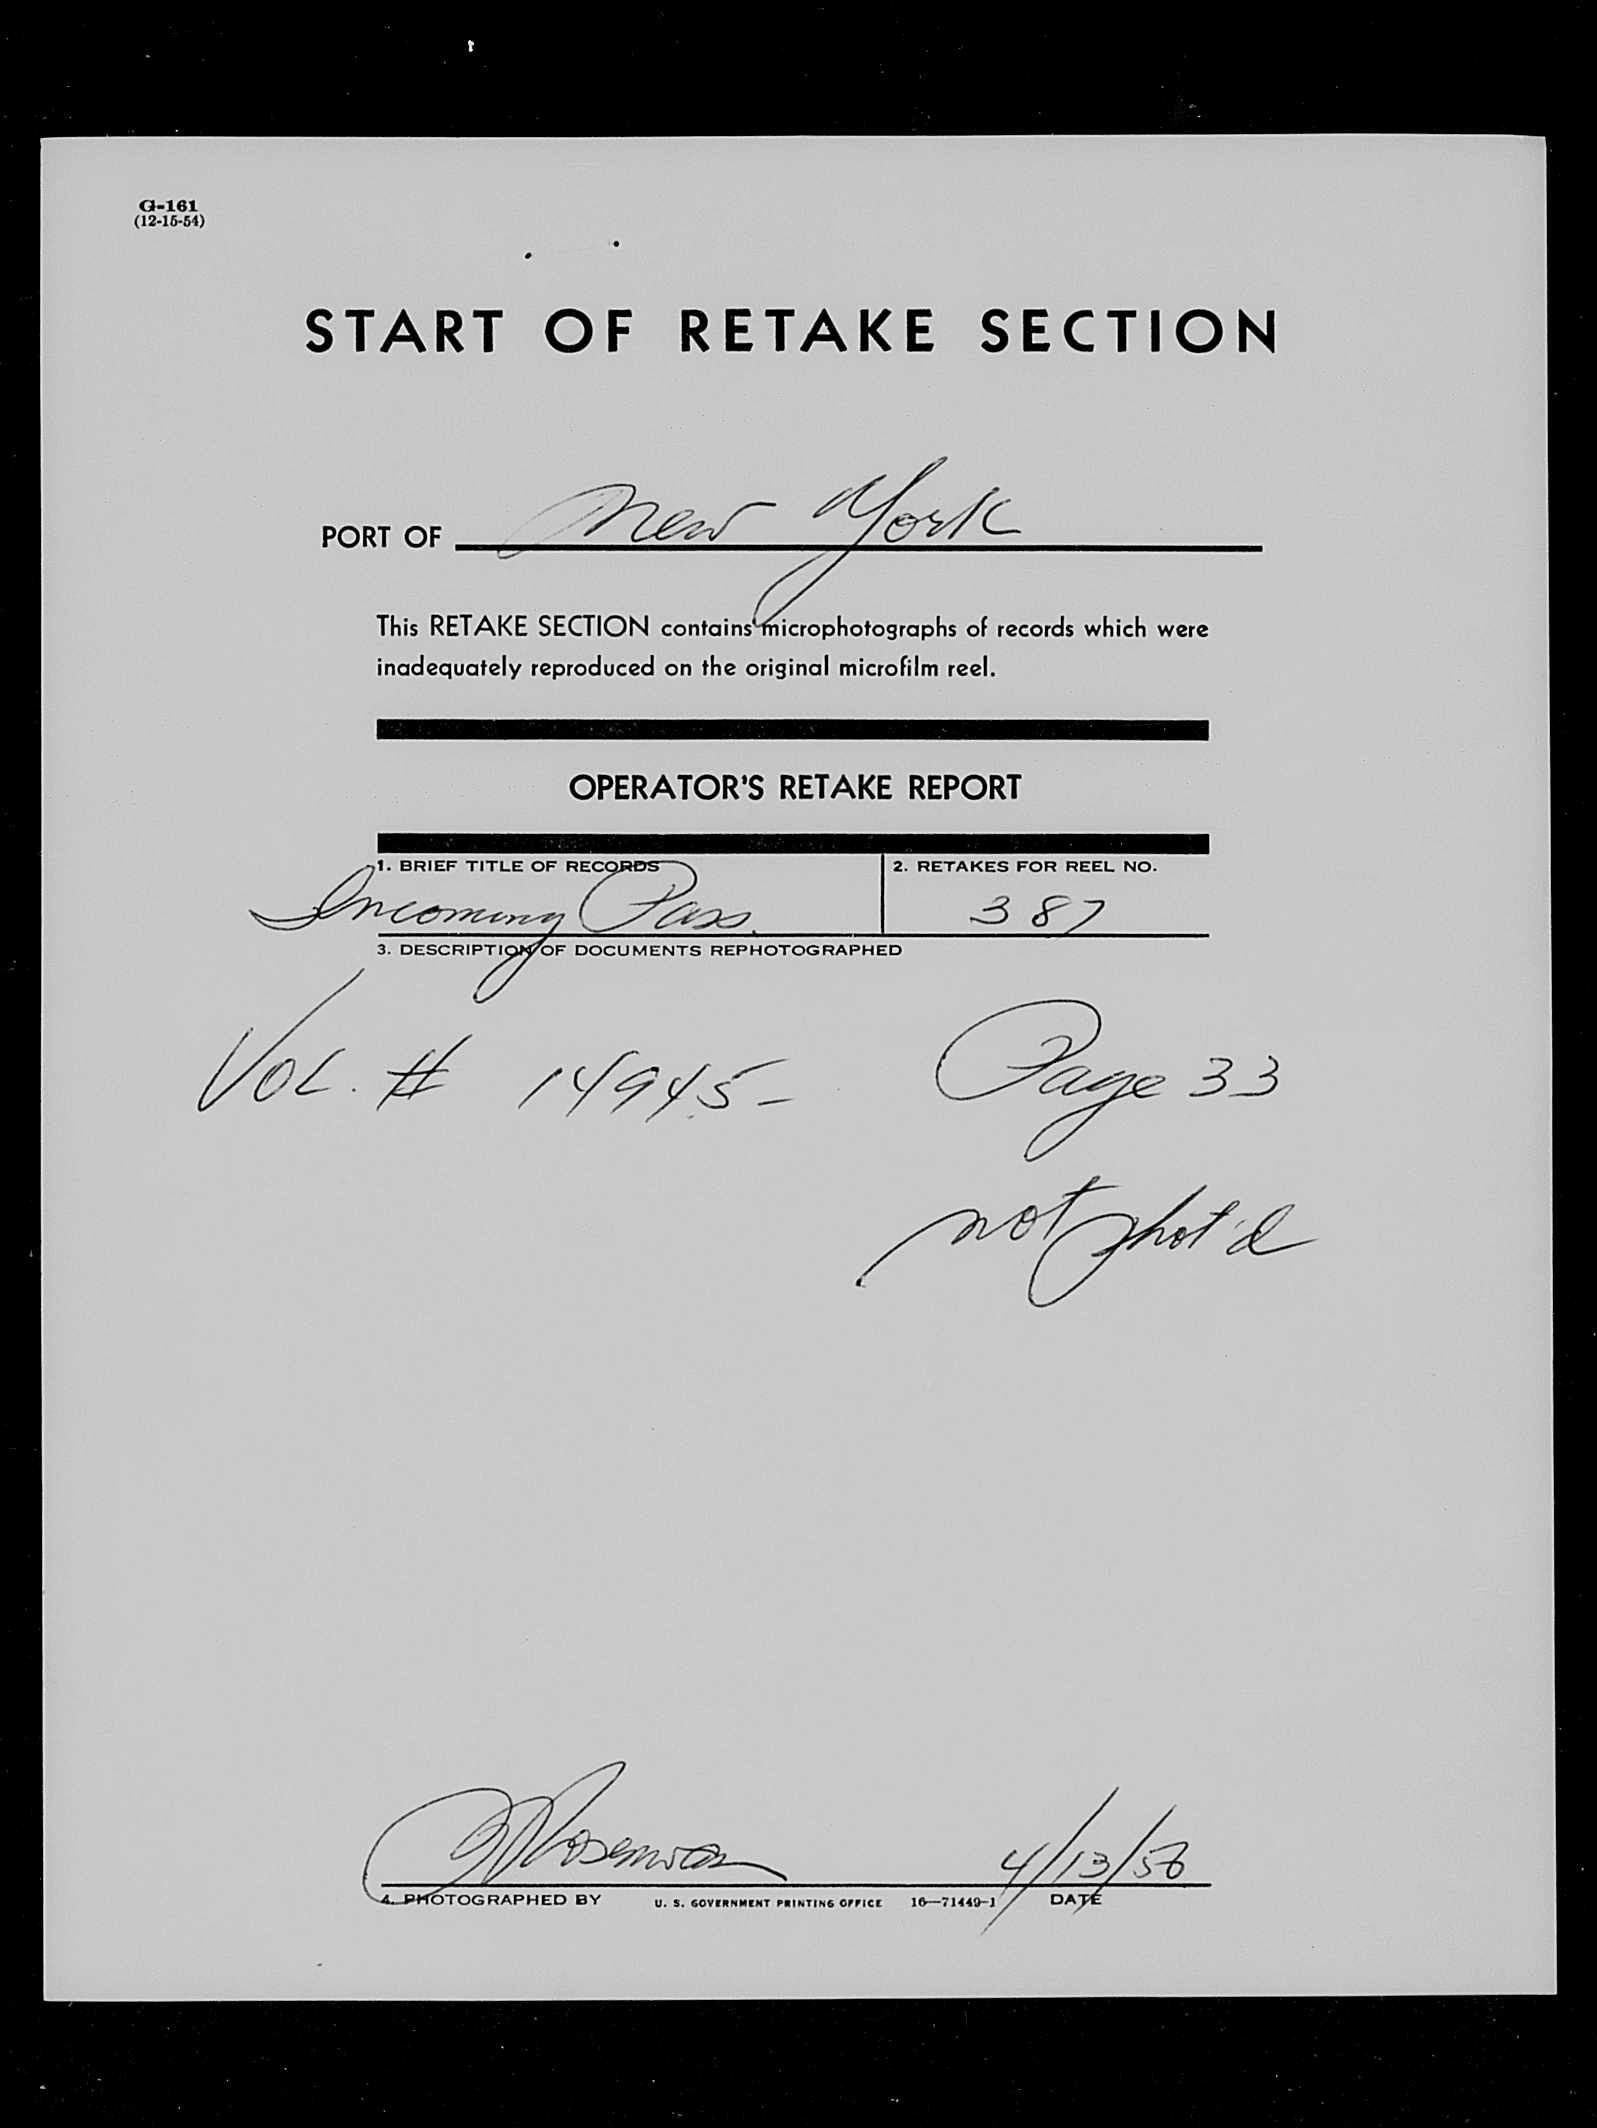 G-161
(12-15-54)
START OF RETAKE SECTION
PORT OF New York
This RETAKE SECTION contains microphotographs of records which were
inadequately reproduced on the original microfilm reel.
OPERATOR'S RETAKE REPORT
1. BRIEF TITLE OF RECORDS 2. RETAKES FOR REEL NO.
Incoming Pass. 387
3. DESCRIPTION OF DOCUMENTS REPHOTOGRAPHED
VOL. # 14945- Page 33
not phot'd
4/13/56
4. PHOTOGRAPHED BY U. S. GOVERNMENT PRINTING OFFICE 16—71449-1 DATE